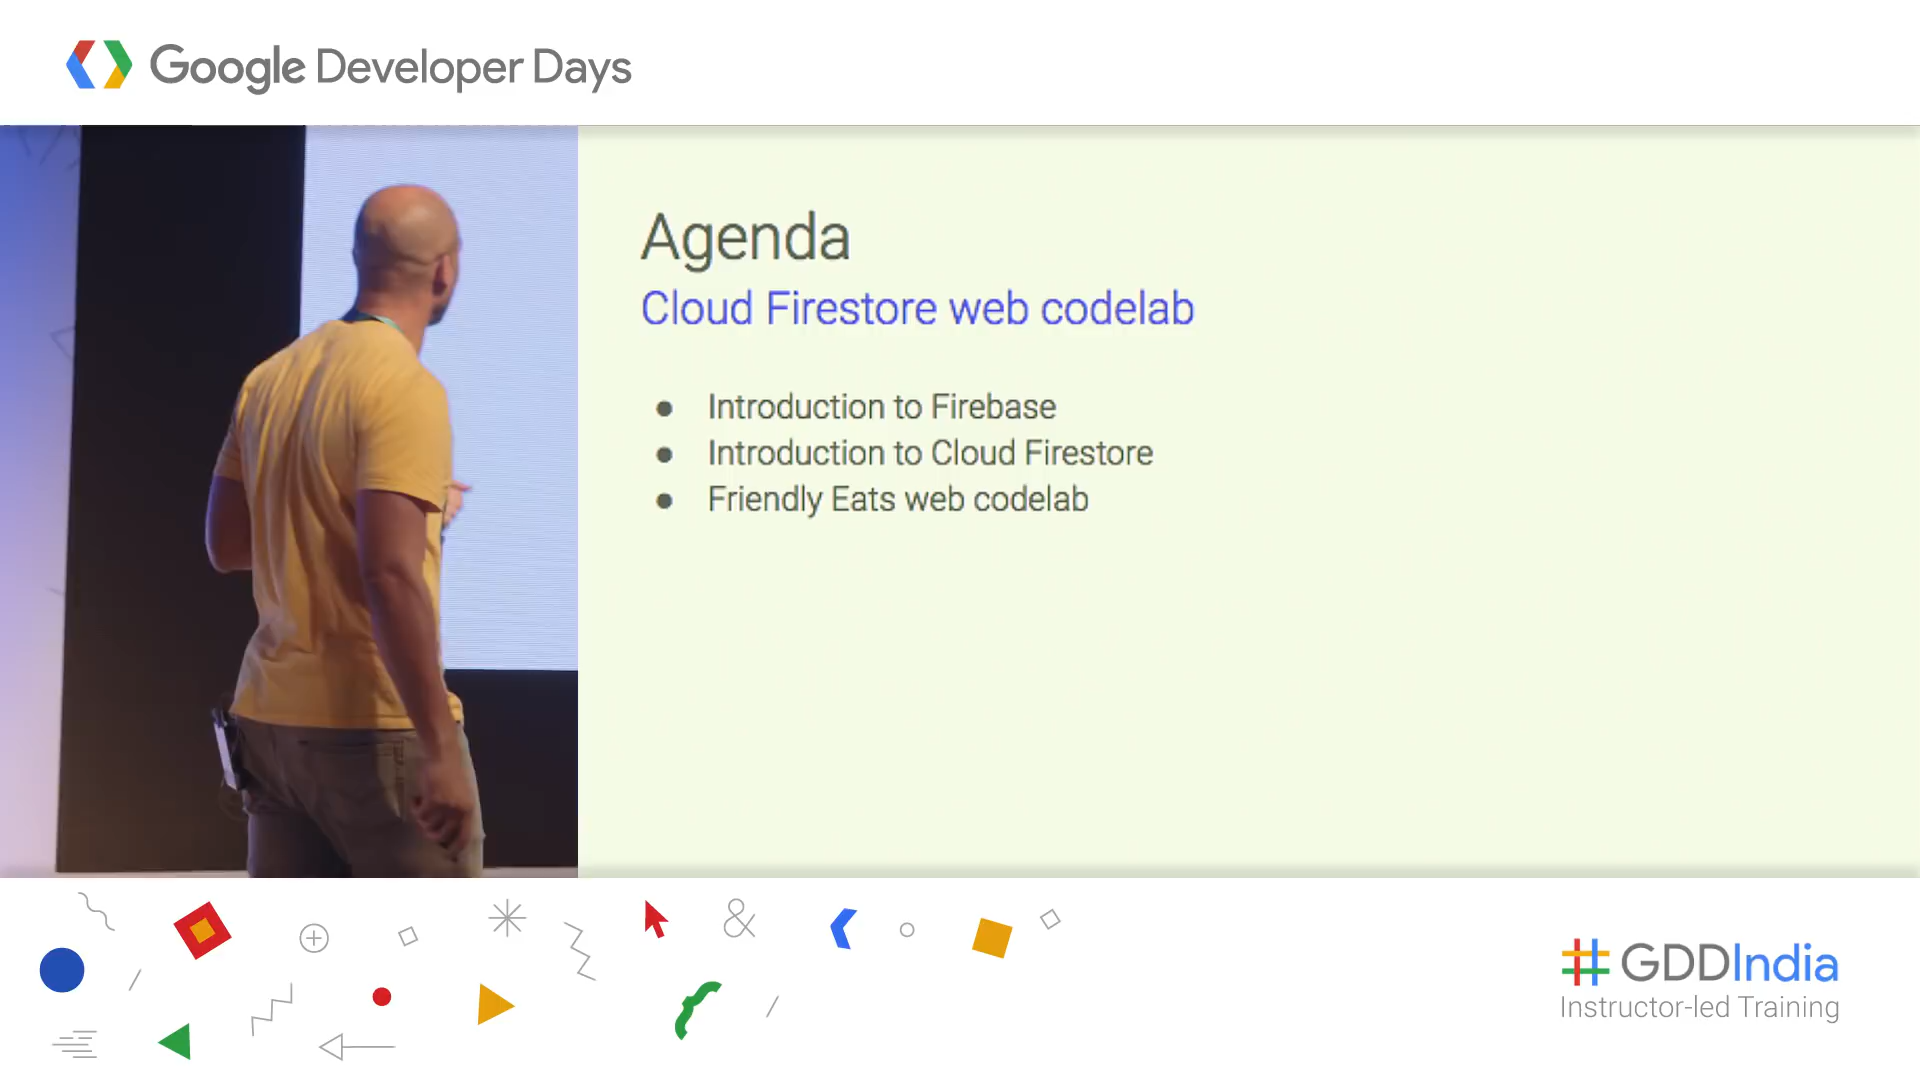 Google Developer Days
Agenda
Cloud Firestore web codelab
● Introduction to Firebase
● Introduction to Cloud Firestore
● Friendly Eats web codelab
&
#GDDIndia
Instructor-led Training